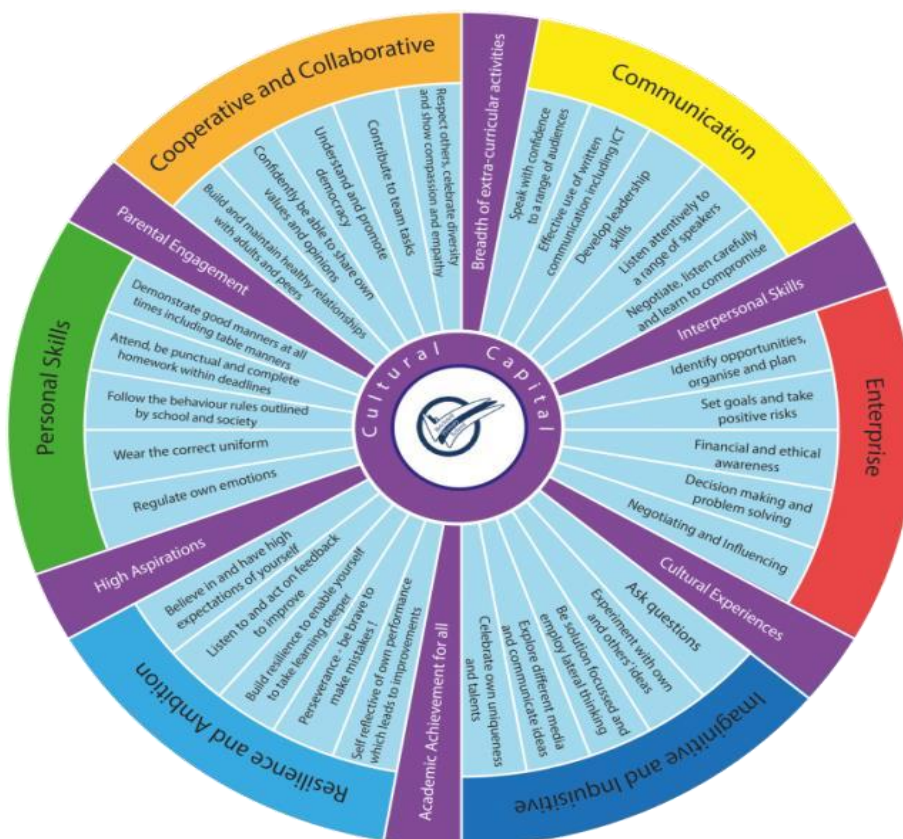 Cultural Capital
Breadth of extra-curricular activities
Communication
Speak with confidence
to a range of audiences
Effective use of written
communication including ICT
Develop leadership
skills
Listen attentively to
a range of speakers
Negotiate, listen carefully
and learn to compromise
Interpersonal Skills
Enterprise
Identify opportunities,
organise and plan
Set goals and take
positive risks
Financial and ethical
awareness
Decision making and
problem solving
Negotiating and Influencing
Cultural Experiences
Imaginitive and Inquisitive
Ask questions
Experiment with own
and others' ideas
Be solution focussed and
employ lateral thinking
Explore different media
and communicate ideas
Celebrate own uniqueness
and talents
Academic Achievement for all
Resilience and Ambition
Self reflective of own performance
which leads to improvements
Perseverance - be brave to
make mistakes !
Build resilience to enable yourself
to take learning deeper
Listen to and act on feedback
to improve
Believe in and have high
expectations of yourself
High Aspirations
Personal Skills
Regulate own emotions
Wear the correct uniform
Follow the behaviour rules outlined
by school and society
Attend, be punctual and complete
homework within deadlines
Demonstrate good manners at all
times including table manners
Parental Engagement
Cooperative and Collaborative
Build and maintain healthy relationships
with adults and peers
Confidently be able to share own
values and opinions
Understand and promote
democracy
Contribute to team tasks
Respect others, celebrate diversity
and show compassion and empathy